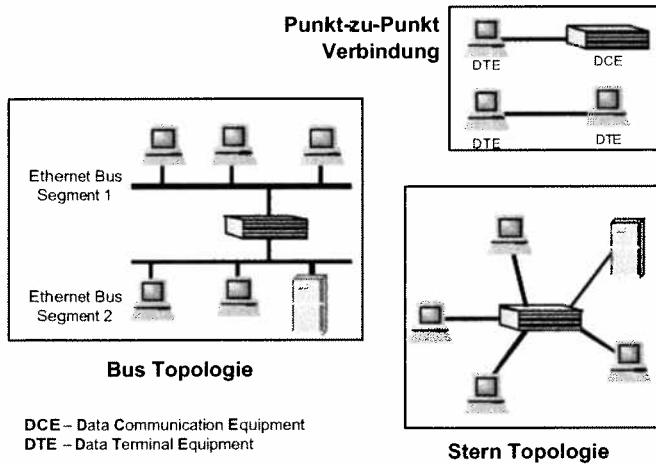 Punkt-zu-Punkt
Verbindung
DTE
DCE
DTE
DTE
Ethernet Bus
Segment 1
Ethernet Bus
Segment 2
Bus Topologie
Stern Topologie
DCE – Data Communication Equipment
DTE – Data Terminal Equipment